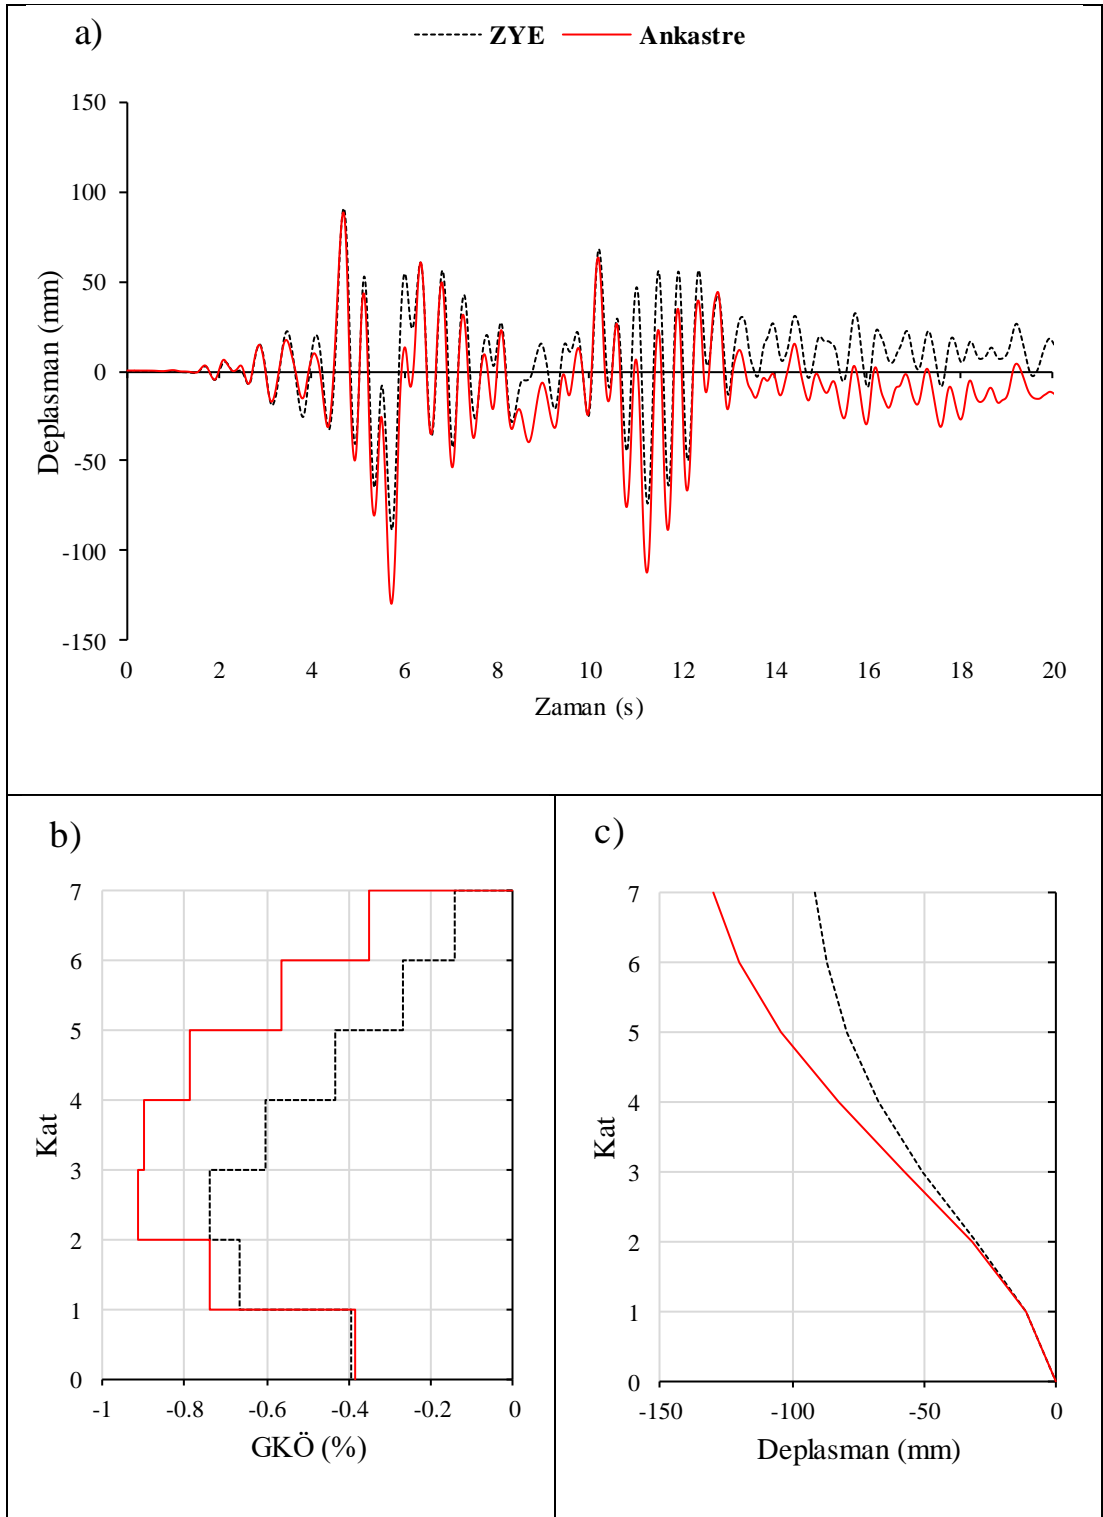 a)
ZYE Ankastre
150
100
50
0
-50
-100
-150
Deplasman (mm)
0 2 4 6 8 10 12 14 16 18 20
Zaman (s)
b)
7
6
5
4
3
2
1
0
Kat
-1 -0.8 -0.6 -0.4 -0.2 0
GKÖ (%)
c)
7
6
5
4
3
2
1
0
Kat
-150 -100 -50 0
Deplasman (mm)